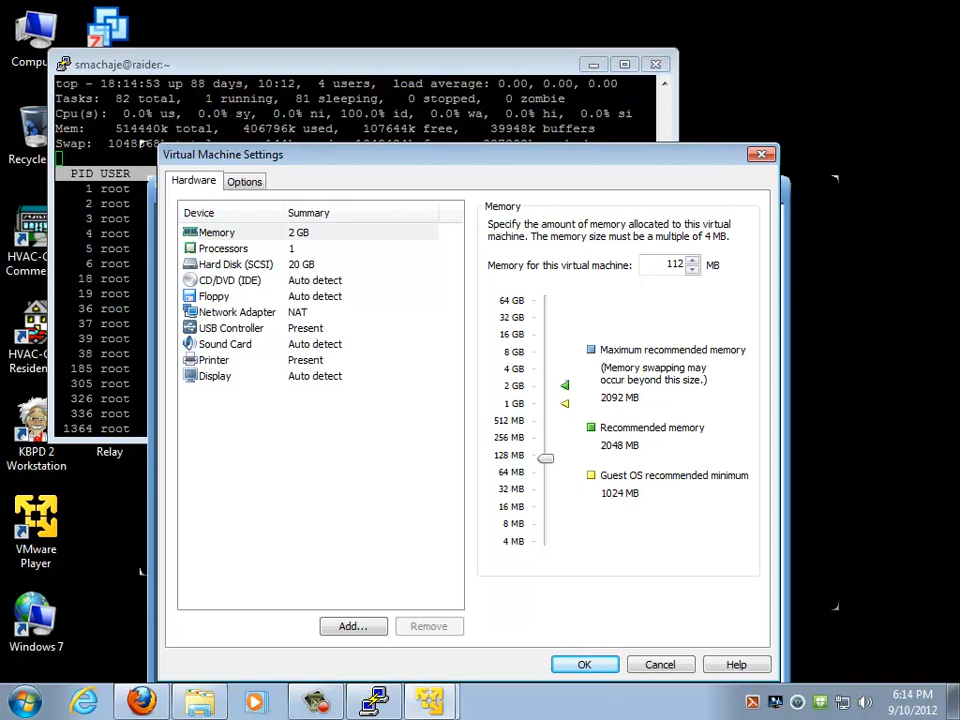 Compu
Recycle
HVAC-C
Comme
HVAC-C
Residen
KBPD 2
Workstation
Relay
VMware
Player
Windows 7
smachaje@raider:~
top - 18:14:53 up 88 days, 10:12, 4 users, load average: 0.00, 0.00, 0.00
Tasks: 82 total, 1 running, 81 sleeping, 0 stopped, 0 zombie
Cpu(s): 0.0% us, 0.0% sy, 0.0% ni, 100.0% id, 0.0% wa, 0.0% hi, 0.0% si
Mem: 514440k total, 406796k used, 107644k free, 39948k buffers
Swap:
PID USER
1 root
2 root
3 root
4 root
5 root
6 root
18 root
19 root
36 root
37 root
39 root
38 root
185 root
305 root
326 root
336 root
1364 root
Virtual Machine Settings
Hardware
Options
Device Summary
Memory 2 GB
Processors 1
Hard Disk (SCSI) 20 GB
CD/DVD (IDE) Auto detect
Floppy Auto detect
Network Adapter NAT
USB Controller Present
Sound Card Auto detect
Printer Present
Display Auto detect
Add...
Remove
Memory
Specify the amount of memory allocated to this virtual
machine. The memory size must be a multiple of 4 MB.
Memory for this virtual machine: 112 MB
64 GB
32 GB
16 GB
8 GB
4 GB
2 GB
1 GB
512 MB
256 MB
128 MB
64 MB
32 MB
16 MB
8 MB
4 MB
Maximum recommended memory
(Memory swapping may
occur beyond this size.)
2092 MB
Recommended memory
2048 MB
Guest OS recommended minimum
1024 MB
OK
Cancel
Help
6:14 PM
9/10/2012